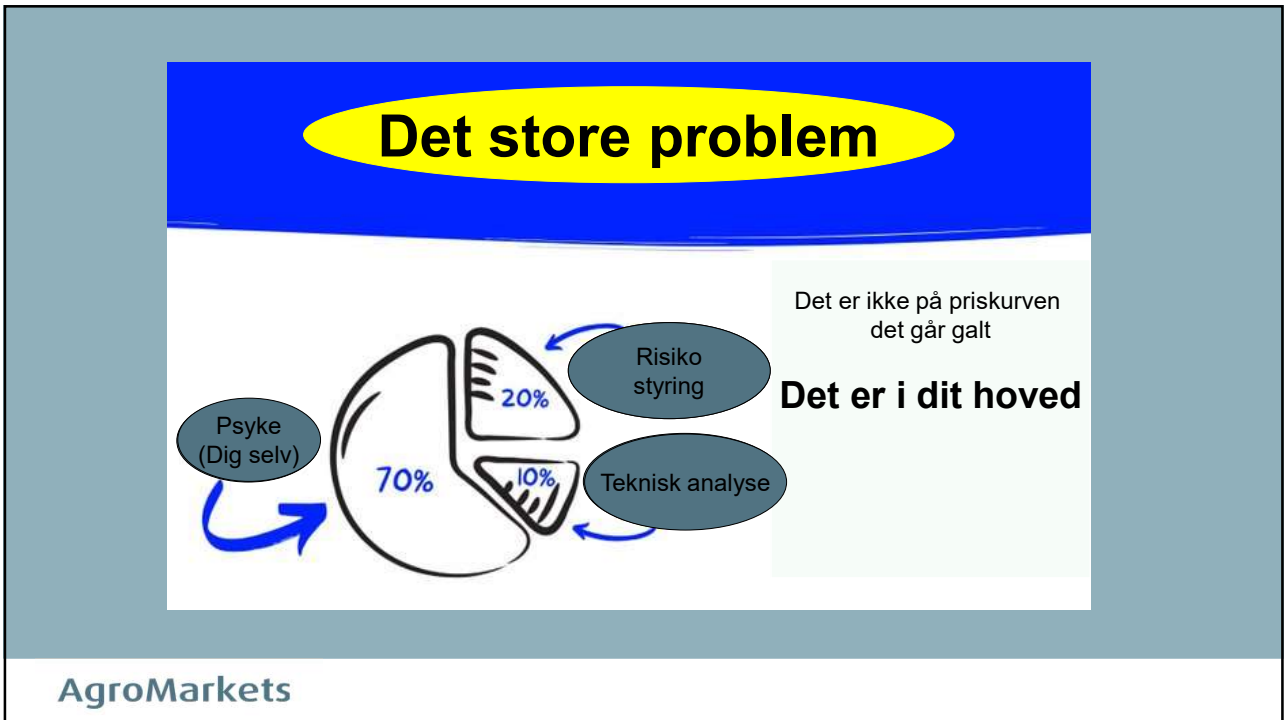 Det store problem
Det er ikke på priskurven
det går galt
Det er i dit hoved
Risiko
styring
20%
Psyke
(Dig selv)
70%
10%
Teknisk analyse
AgroMarkets